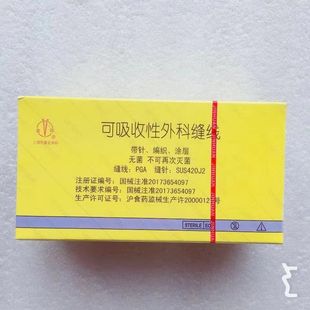 可吸收性外科缝线
带针、编织、涂层
无菌 不可再次灭菌
缝线: PGA 缝针: SUS420J2
注册证编号: 国械注准20173654097
技术要求编号: 国械注准20173654097
生产许可证号: 沪食药监械生产许2000012号
STERILE EO